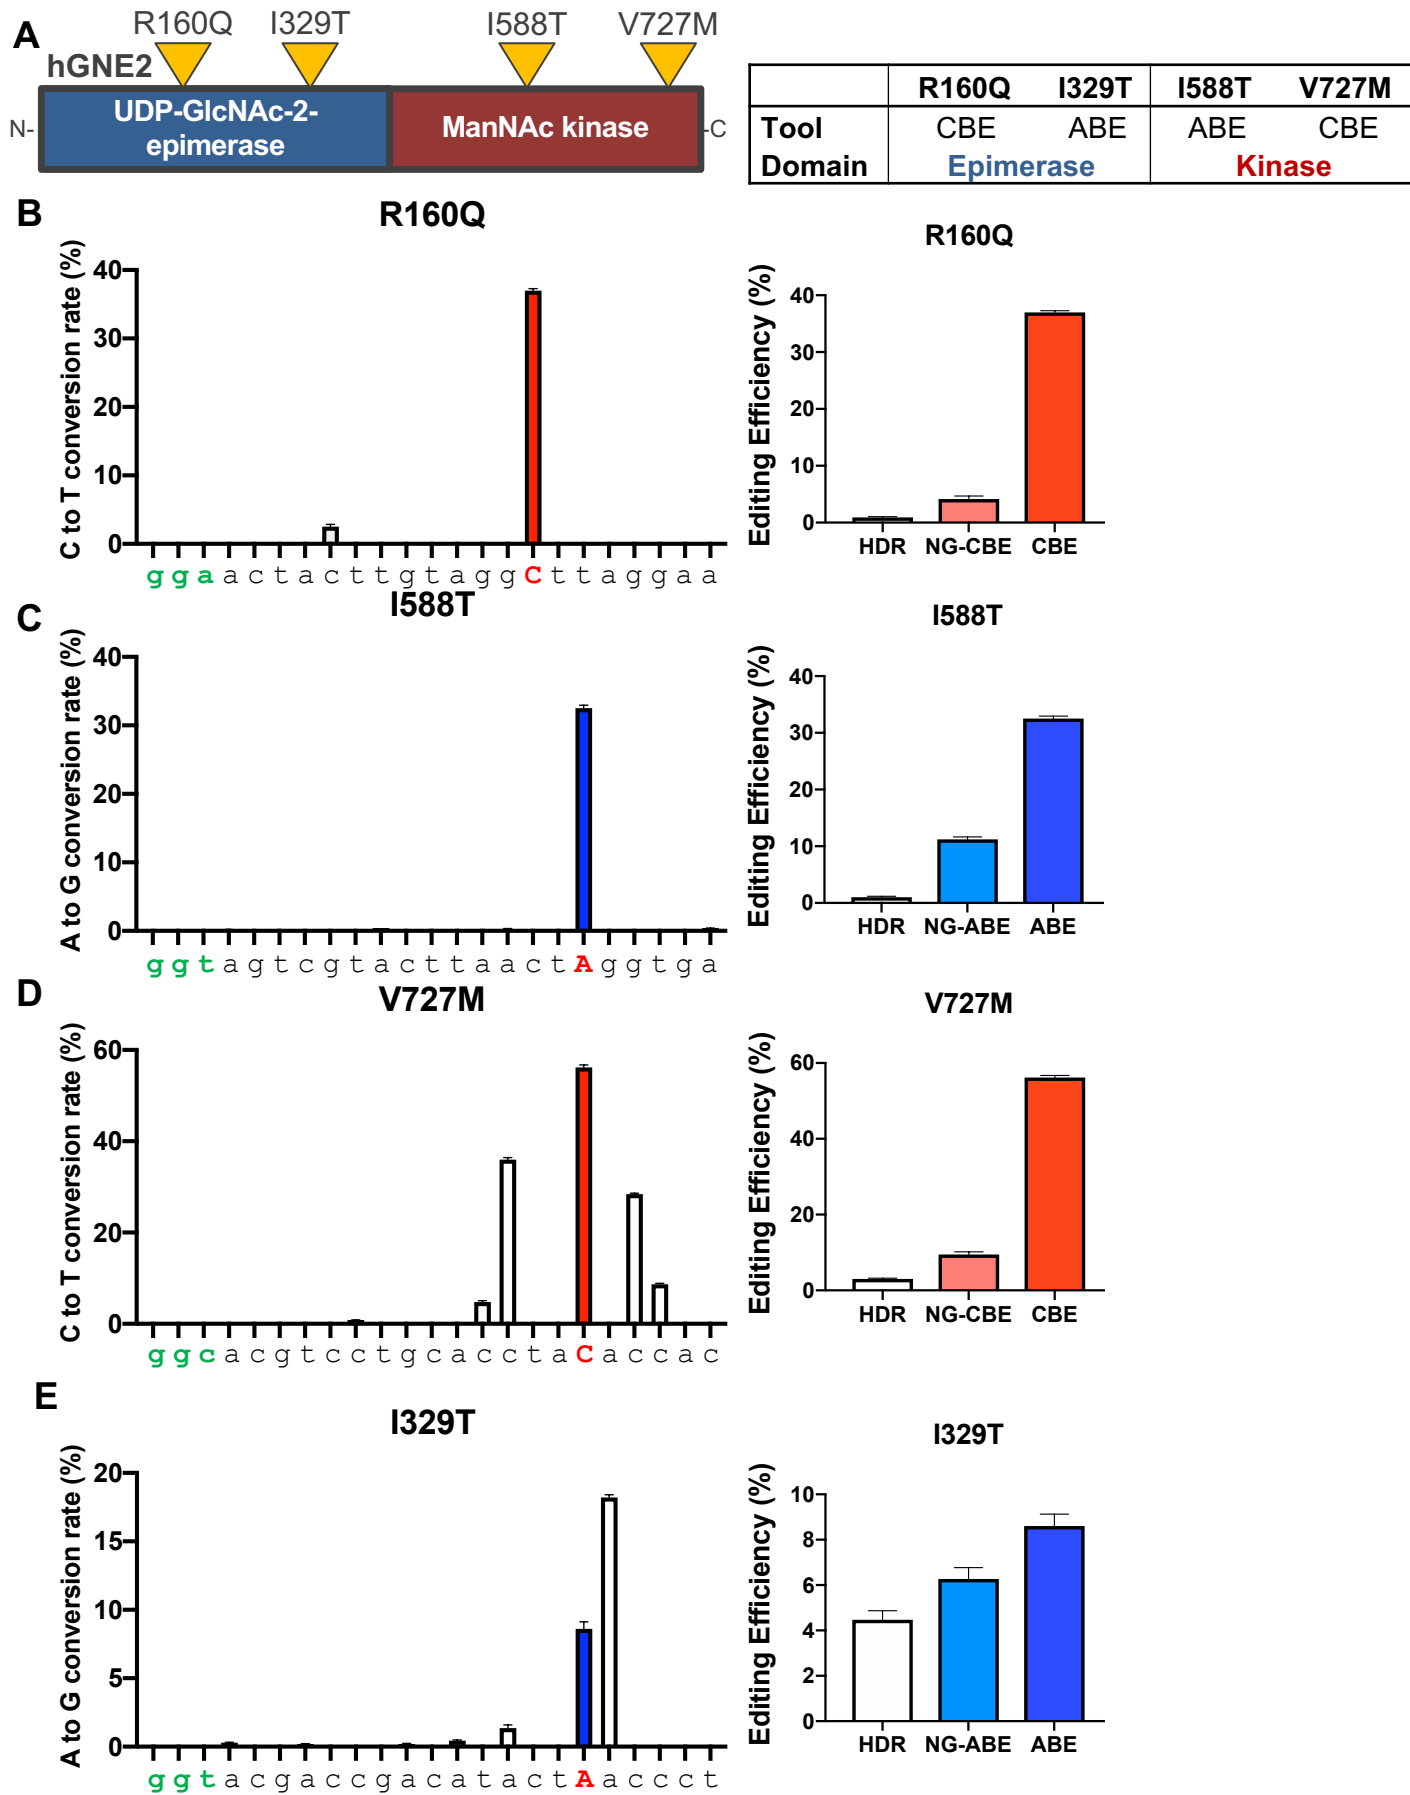 A
R160Q I329T I588T V727M
hGNE2
N-
UDP-GlcNAc-2-
epimerase
ManNAc kinase
-C
R160Q I329T I588T V727M
Tool CBE ABE ABE CBE
Domain Epimerase Kinase
B
R160Q
C to T conversion rate (%)
40
30
20
10
0
g g a a c t a c t t g t a g g C t t a g g a a
R160Q
Editing Efficiency (%)
40
30
20
10
0
HDR NG-CBE CBE
C
I588T
A to G conversion rate (%)
40
30
20
10
0
g g t a g t c g t a c t t a a c t A g g t g a
I588T
Editing Efficiency (%)
40
30
20
10
0
HDR NG-ABE ABE
D
V727M
C to T conversion rate (%)
60
40
20
0
g g c a c g t c c t g c a c c t a C a c c a c
V727M
Editing Efficiency (%)
60
40
20
0
HDR NG-CBE CBE
E
I329T
A to G conversion rate (%)
20
15
10
5
0
g g t a c g a c c g a c a t a c t A a c c c t
I329T
Editing Efficiency (%)
10
8
6
4
2
0
HDR NG-ABE ABE